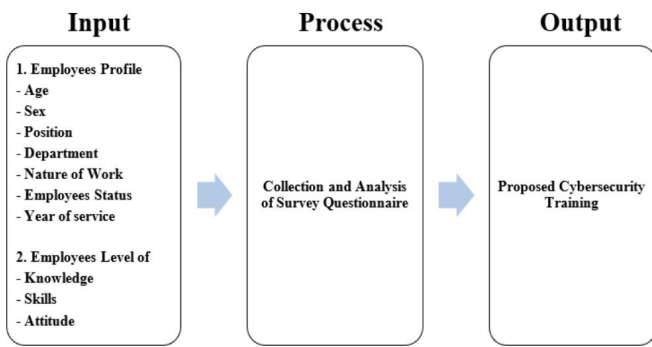 Input
Process
Output
1. Employees Profile
- Age
- Sex
- Position
- Department
- Nature of Work
- Employees Status
- Year of service
2. Employees Level of
- Knowledge
- Skills
- Attitude
Collection and Analysis
of Survey Questionnaire
Proposed Cybersecurity
Training